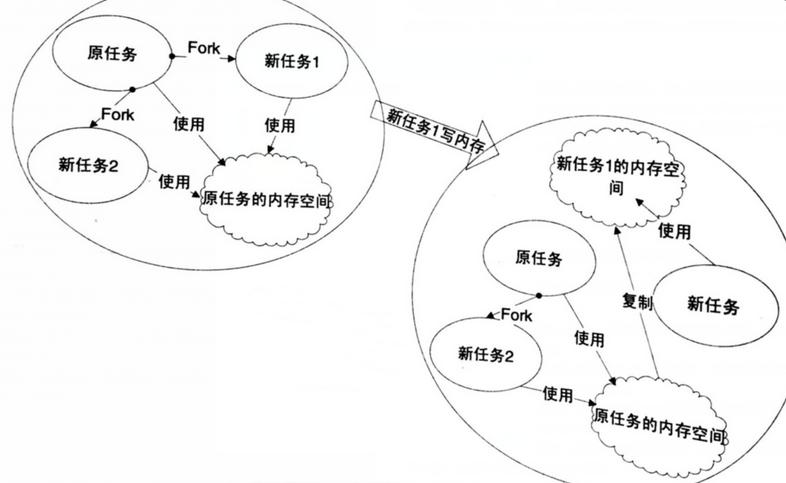 原任务
Fork
新任务1
Fork
使用
使用
新任务2
使用
原任务的内存空间
新任务1写内存
新任务1的内存空
间
使用
原任务
复制
新任务
Fork
使用
新任务2
使用
原任务的内存空间